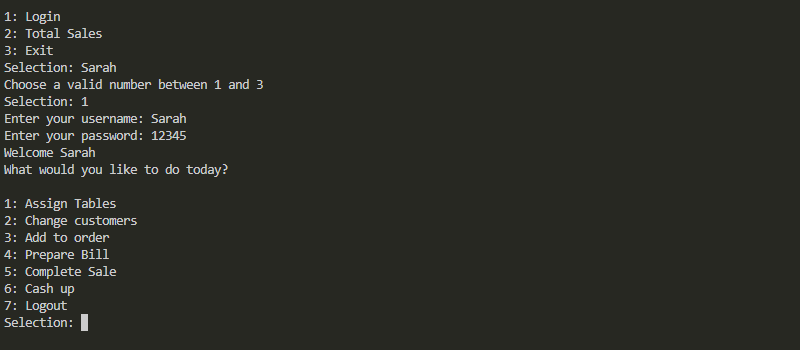 1: Login
2: Total Sales
3: Exit
Selection: Sarah
Choose a valid number between 1 and 3
Selection: 1
Enter your username: Sarah
Enter your password: 12345
Welcome Sarah
What would you like to do today?
1: Assign Tables
2: Change customers
3: Add to order
4: Prepare Bill
5: Complete Sale
6: Cash up
7: Logout
Selection: